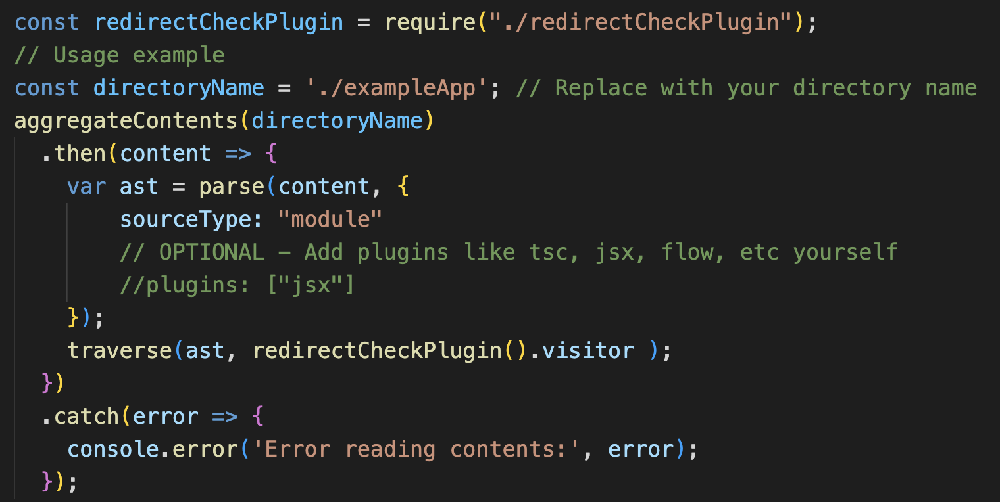 const redirectCheckPlugin = require("./redirectCheckPlugin");
// Usage example
const directoryName = './exampleApp'; // Replace with your directory name
aggregateContents(directoryName)
  .then(content => {
    var ast = parse(content, {
        sourceType: "module"
        // OPTIONAL – Add plugins like tsc, jsx, flow, etc yourself
        //plugins: ["jsx"]
    });
    traverse(ast, redirectCheckPlugin().visitor );
  })
  .catch(error => {
    console.error('Error reading contents:', error);
  });